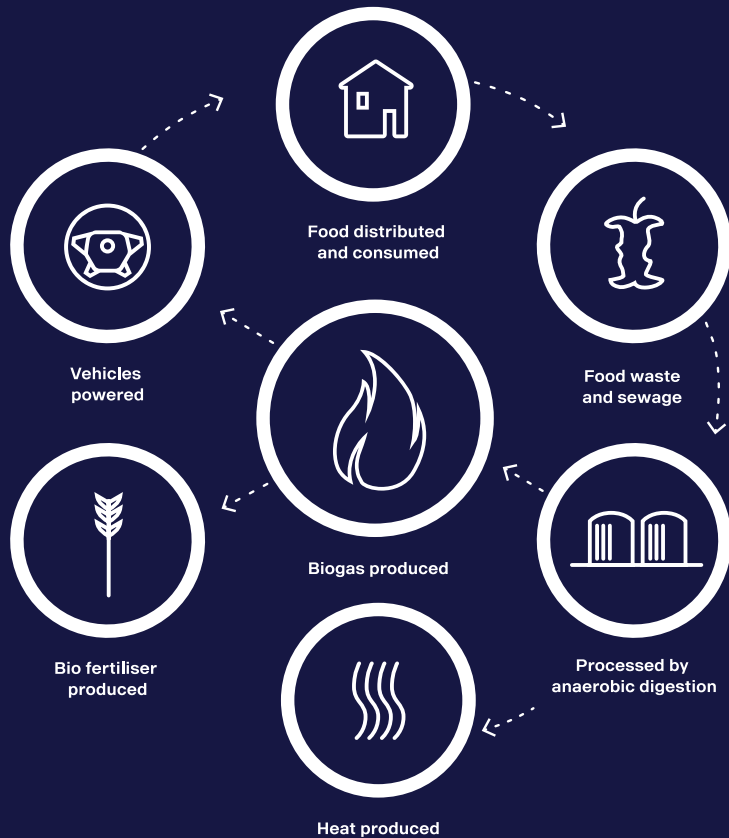 Food distributed
and consumed
Vehicles
powered
Food waste
and sewage
Biogas produced
Bio fertiliser
produced
Processed by
anaerobic digestion
Heat produced